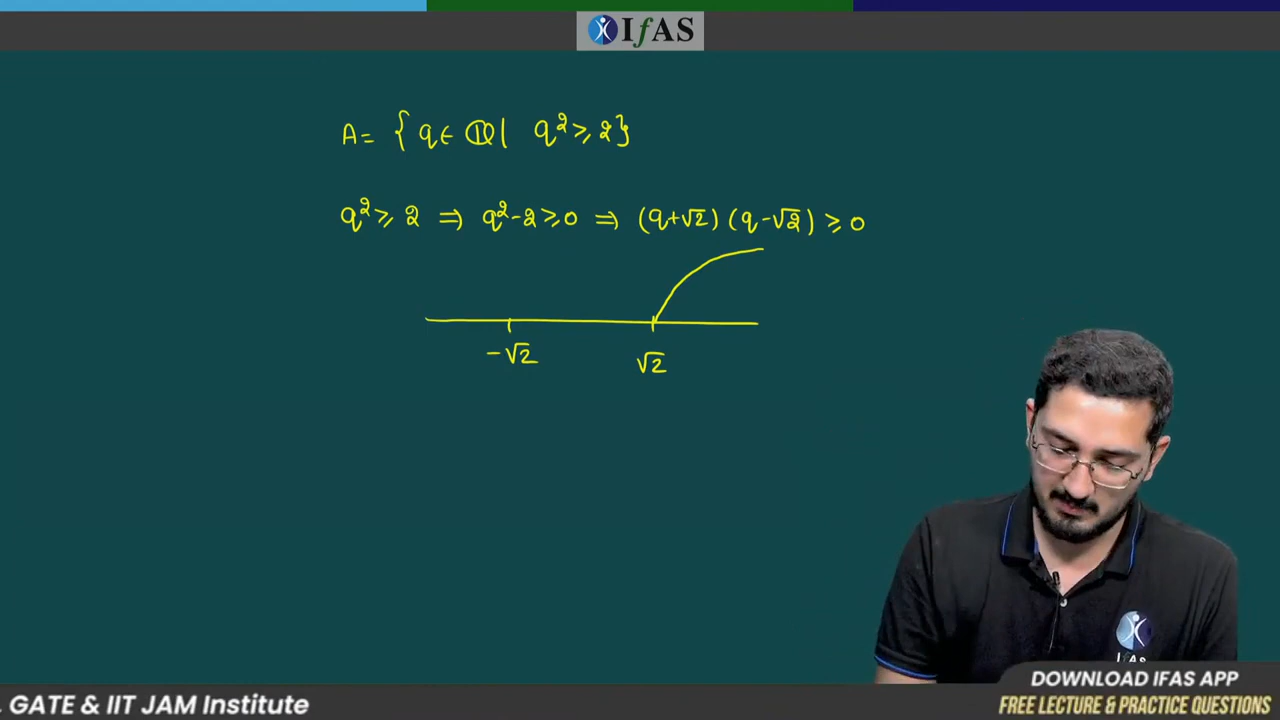 IfAS
A = { q ∈ ℚ | q² ≥ 2 }
q² ≥ 2 ⇒ q²-2 ≥ 0 ⇒ (q+√2) (q-√2) ≥ 0
-√2 √2
IfAS
DOWNLOAD IFAS APP
GATE & IIT JAM Institute
FREE LECTURE & PRACTICE QUESTIONS